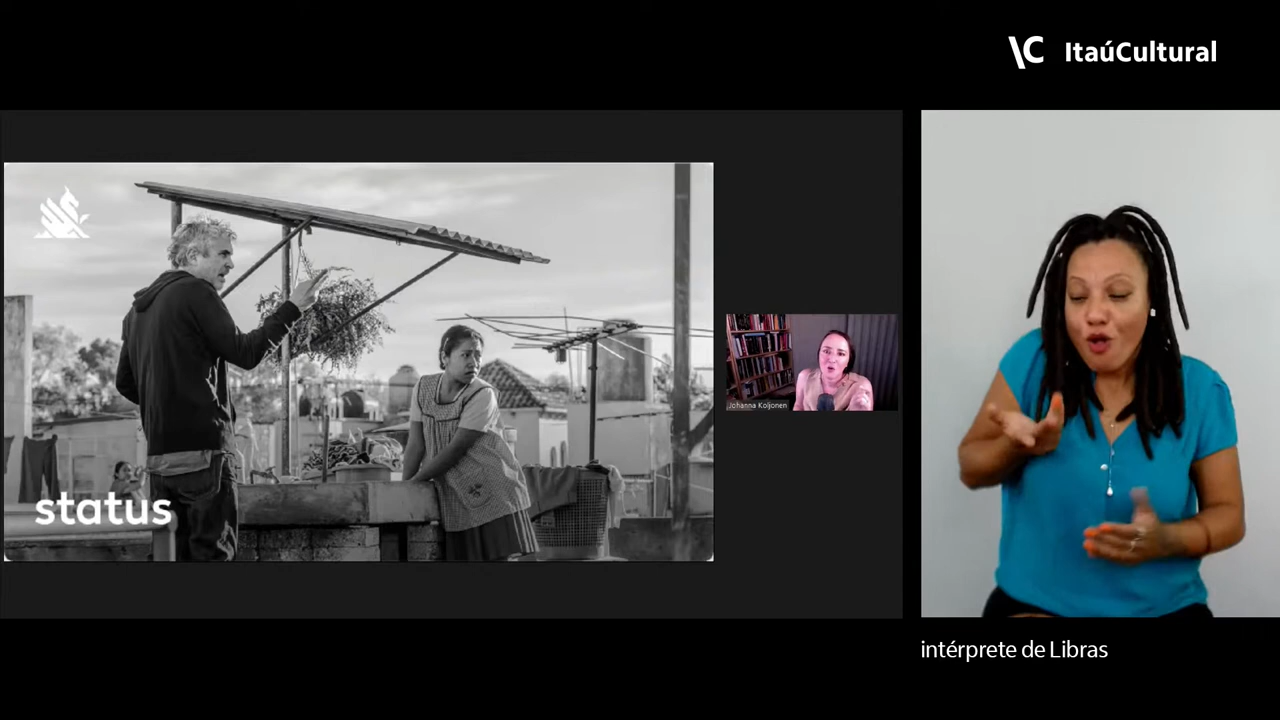 \C ItaúCultural
status
Johanna Koljonen
intérprete de Libras